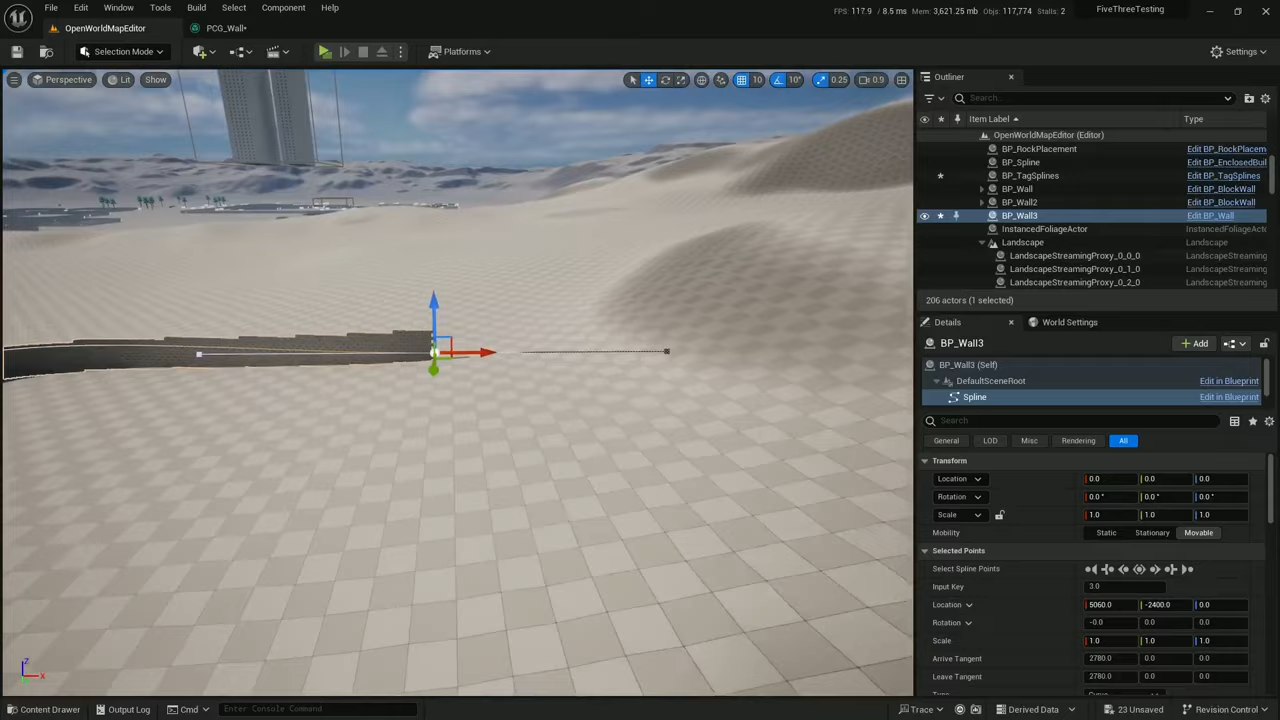 File Edit Window Tools Build Select Component Help
FPS: 117.9 / 8.5 ms Mem: 3,621.25 mb Objs: 117,774 Stalls: 2
FiveThreeTesting
OpenWorldMapEditor
PCG_Wall*
Selection Mode
Platforms
Settings
Perspective Lit Show
10 10° 0.25 0.9
Outliner
Search...
Item Label Type
OpenWorldMapEditor (Editor)
BP_RockPlacement Edit BP_RockPlacem
BP_Spline Edit BP_EnclosedBuil
BP_TagSplines Edit BP_TagSplines
BP_Wall Edit BP_BlockWall
BP_Wall2 Edit BP_BlockWall
BP_Wall3 Edit BP_Wall
InstancedFoliageActor InstancedFoliageActo
Landscape Landscape
LandscapeStreamingProxy_0_0_0 LandscapeStreaming
LandscapeStreamingProxy_0_1_0 LandscapeStreaming
LandscapeStreamingProxy_0_2_0 LandscapeStreaming
206 actors (1 selected)
Details
World Settings
BP_Wall3
Add
BP_Wall3 (Self)
DefaultSceneRoot Edit in Blueprint
Spline Edit in Blueprint
Search
General LOD Misc Rendering All
Transform
Location 0.0 0.0 0.0
Rotation 0.0 ° 0.0 ° 0.0 °
Scale 1.0 1.0 1.0
Mobility Static Stationary Movable
Selected Points
Select Spline Points
Input Key 3.0
Location 5060.0 -2400.0 0.0
Rotation -0.0 0.0 0.0
Scale 1.0 1.0 1.0
Arrive Tangent 2780.0 0.0 0.0
Leave Tangent 2780.0 0.0 0.0
Z
X
Content Drawer Output Log Cmd Enter Console Command
Trace Derived Data 23 Unsaved Revision Control